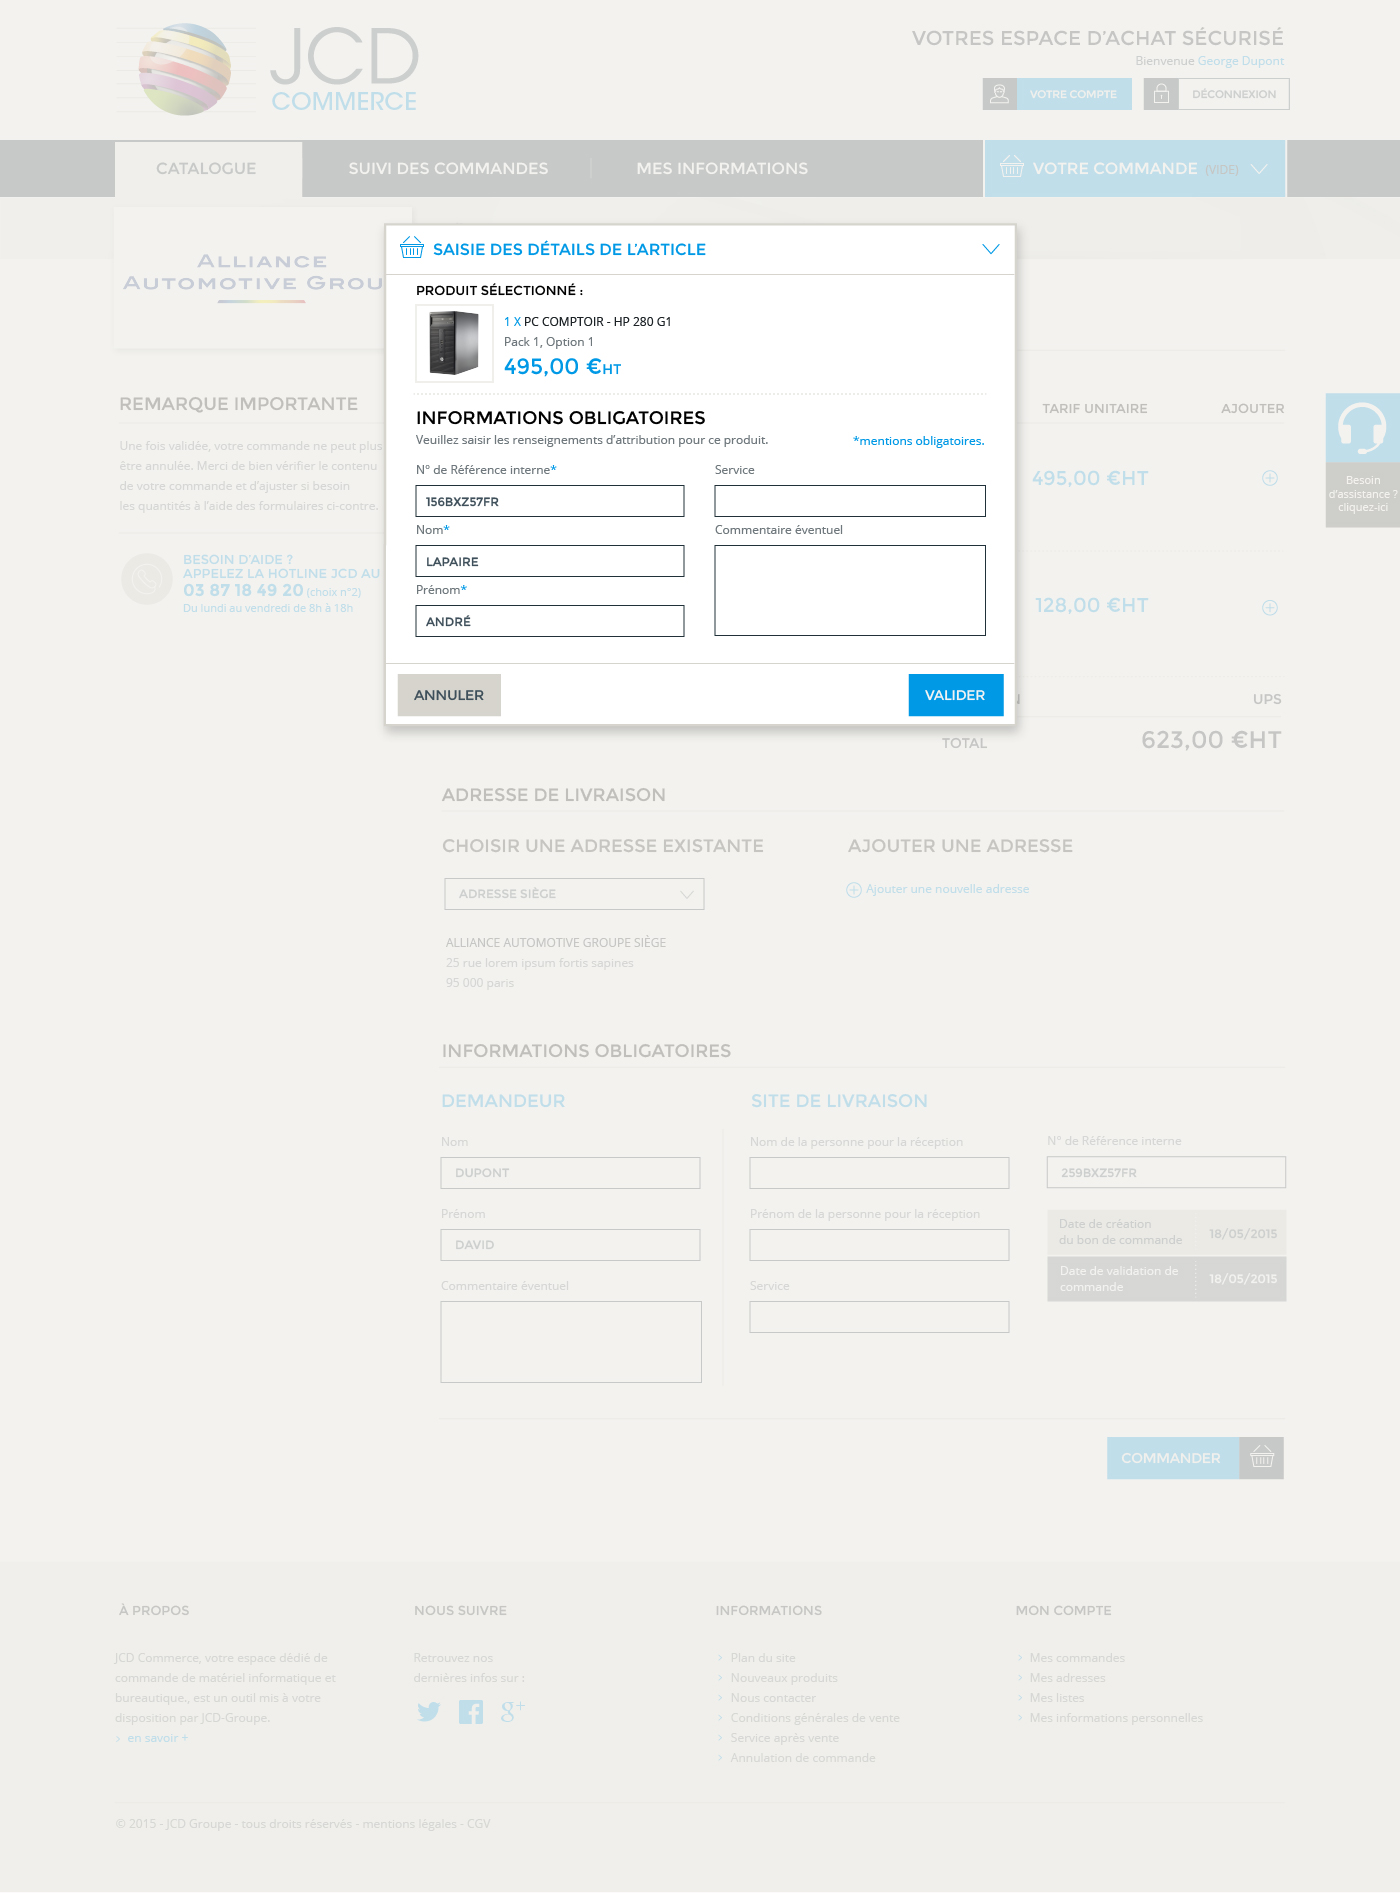 JCD
COMMERCE
VOTRES ESPACE D'ACHAT SÉCURISÉ
Bienvenue George Dupont
VOTRE COMPTE
DÉCONNEXION
CATALOGUE
SUIVI DES COMMANDES
MES INFORMATIONS
VOTRE COMMANDE (VIDE)
ALLIANCE
AUTOMOTIVE GROU
SAISIE DES DÉTAILS DE L'ARTICLE
PRODUIT SÉLECTIONNÉ :
1 X PC COMPTOIR - HP 280 G1
Pack 1, Option 1
495,00 €HT
INFORMATIONS OBLIGATOIRES
Veuillez saisir les renseignements d'attribution pour ce produit.
*mentions obligatoires.
N° de Référence interne*
156BXZ57FR
Nom*
LAPAIRE
Prénom*
ANDRÉ
Service
Commentaire éventuel
ANNULER
VALIDER
REMARQUE IMPORTANTE
Une fois validée, votre commande ne peut plus
être annulée. Merci de bien vérifier le contenu
de votre commande et d'ajuster si besoin
les quantités à l'aide des formulaires ci-contre.
BESOIN D'AIDE ?
APPELEZ LA HOTLINE JCD AU
03 87 18 49 20 (choix n°2)
Du lundi au vendredi de 8h à 18h
TARIF UNITAIRE
AJOUTER
495,00 €HT
128,00 €HT
Besoin
d'assistance ?
cliquez-ici
N
UPS
TOTAL
623,00 €HT
ADRESSE DE LIVRAISON
CHOISIR UNE ADRESSE EXISTANTE
ADRESSE SIÈGE
ALLIANCE AUTOMOTIVE GROUPE SIÈGE
25 rue lorem ipsum fortis sapines
95 000 paris
AJOUTER UNE ADRESSE
Ajouter une nouvelle adresse
INFORMATIONS OBLIGATOIRES
DEMANDEUR
Nom
DUPONT
Prénom
DAVID
Commentaire éventuel
SITE DE LIVRAISON
Nom de la personne pour la réception
Prénom de la personne pour la réception
Service
N° de Référence interne
259BXZ57FR
Date de création
du bon de commande
18/05/2015
Date de validation de
commande
18/05/2015
COMMANDER
À PROPOS
JCD Commerce, votre espace dédié de
commande de matériel informatique et
bureautique., est un outil mis à votre
disposition par JCD-Groupe.
› en savoir +
NOUS SUIVRE
Retrouvez nos
dernières infos sur :
g+
INFORMATIONS
› Plan du site
› Nouveaux produits
› Nous contacter
› Conditions générales de vente
› Service après vente
› Annulation de commande
MON COMPTE
› Mes commandes
› Mes adresses
› Mes listes
› Mes informations personnelles
© 2015 - JCD Groupe - tous droits réservés - mentions légales - CGV